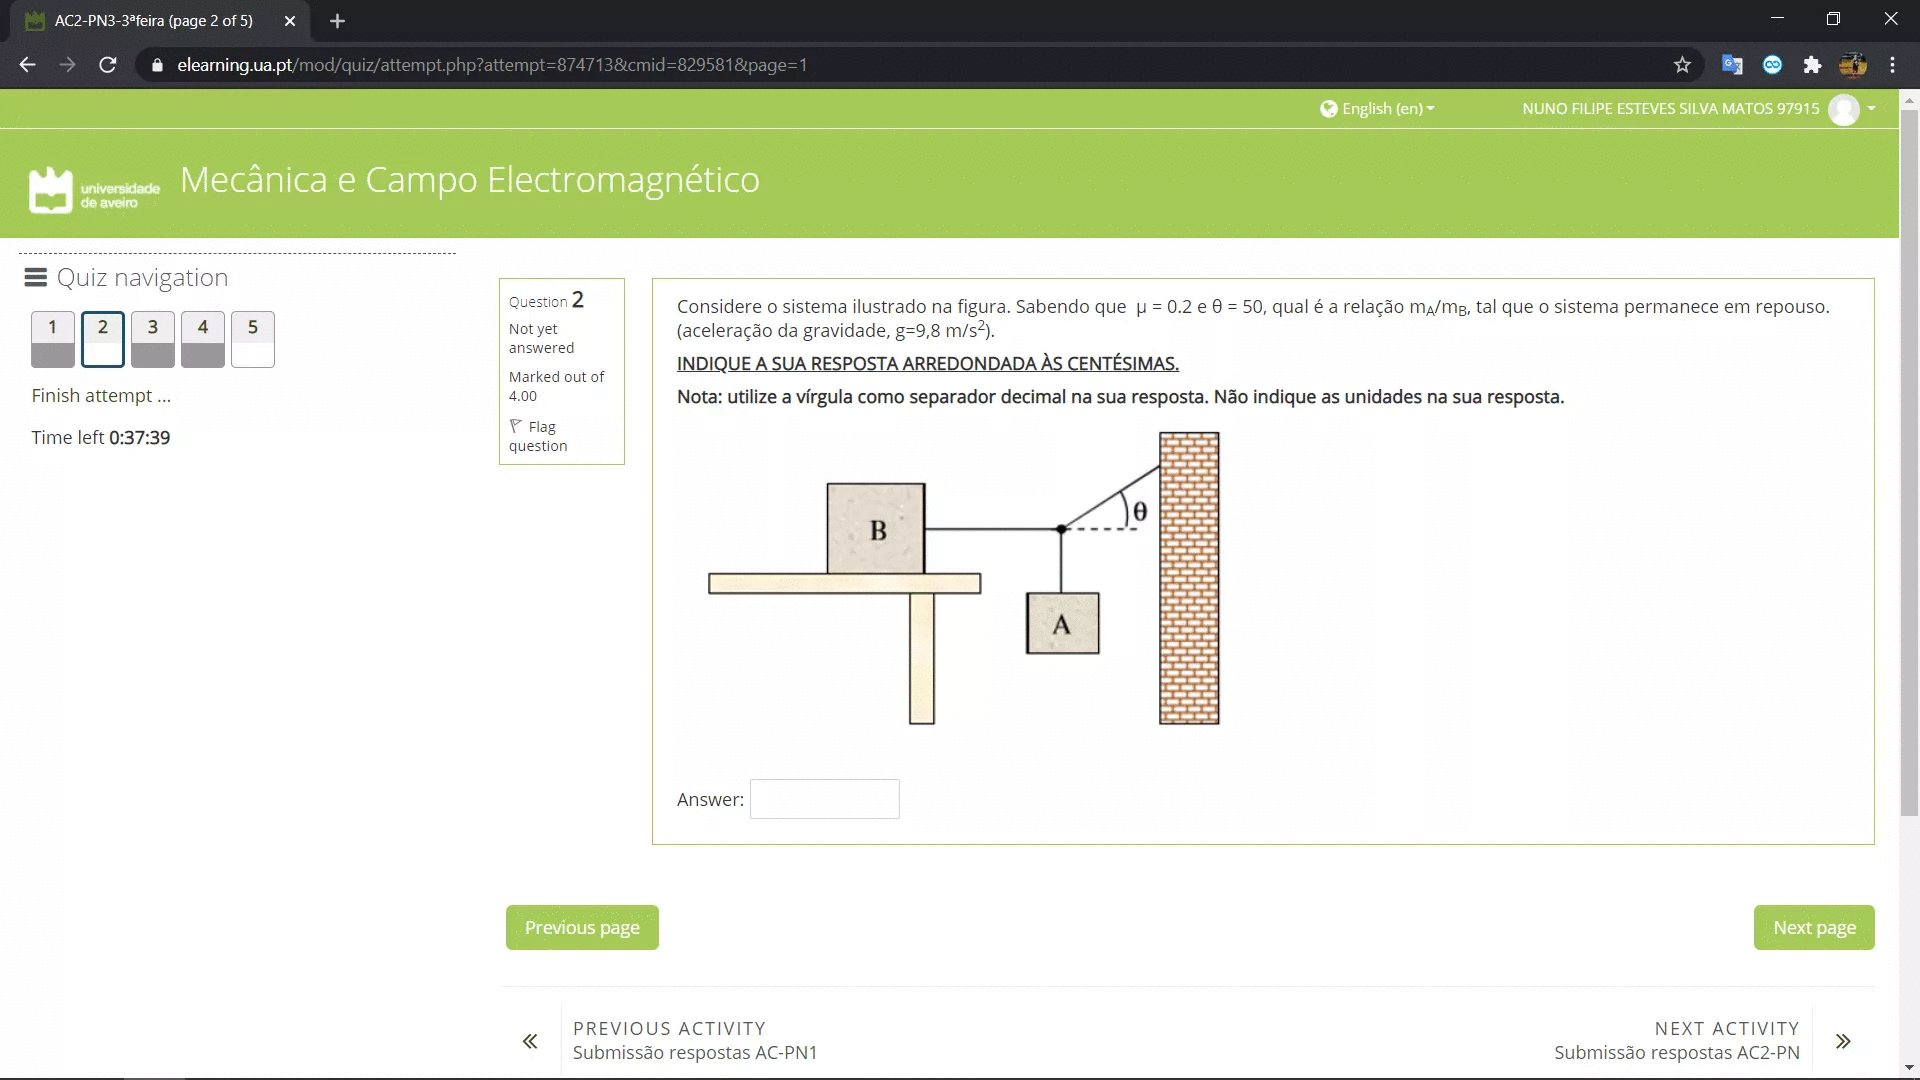 AC2-PN3-3ªfeira (page 2 of 5)
elearning.ua.pt/mod/quiz/attempt.php?attempt=874713&cmid=829581&page=1
English (en)
NUNO FILIPE ESTEVES SILVA MATOS 97915
universidade
de aveiro
Mecânica e Campo Electromagnético
Quiz navigation
1 2 3 4 5
Finish attempt ...
Time left 0:37:39
Question 2
Not yet
answered
Marked out of
4.00
Flag
question
Considere o sistema ilustrado na figura. Sabendo que μ = 0.2 e θ = 50, qual é a relação mA/mB, tal que o sistema permanece em repouso.
(aceleração da gravidade, g=9,8 m/s²).
INDIQUE A SUA RESPOSTA ARREDONDADA ÀS CENTÉSIMAS.
Nota: utilize a vírgula como separador decimal na sua resposta. Não indique as unidades na sua resposta.
B
θ
A
Answer:
Previous page
Next page
PREVIOUS ACTIVITY
Submissão respostas AC-PN1
NEXT ACTIVITY
Submissão respostas AC2-PN